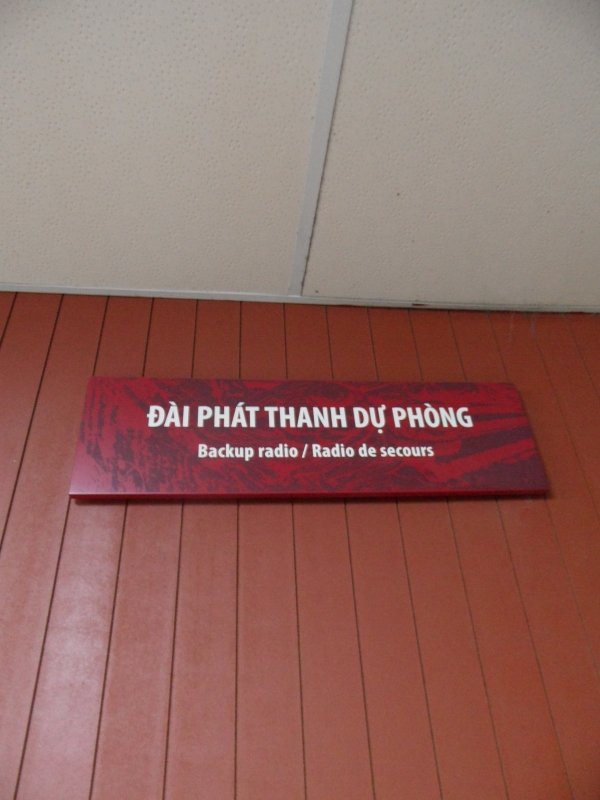 ĐÀI PHÁT THANH DỰ PHÒNG
Backup radio / Radio de secours